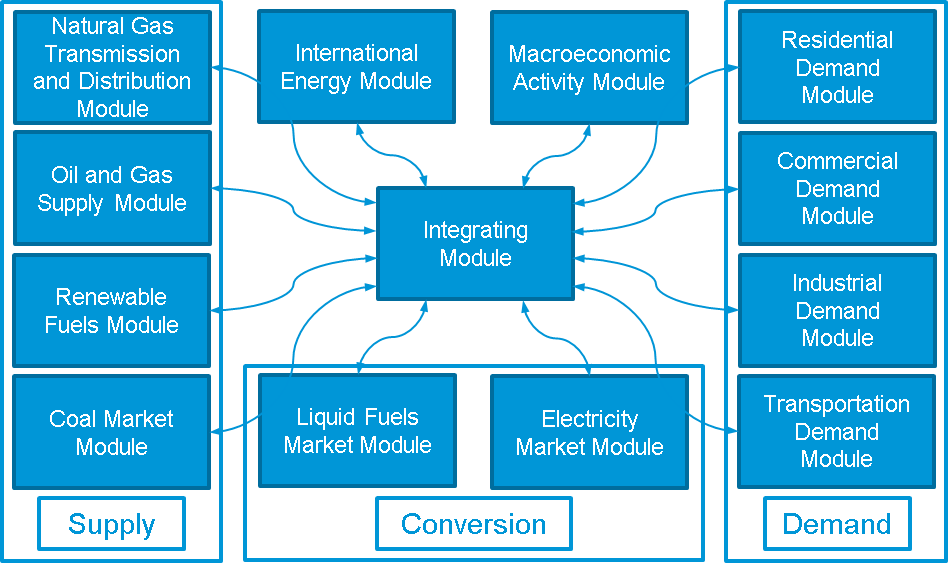 Natural Gas
Transmission
and Distribution
Module
International
Energy Module
Macroeconomic
Activity Module
Residential
Demand
Module
Oil and Gas
Supply Module
Integrating
Module
Commercial
Demand
Module
Renewable
Fuels Module
Industrial
Demand
Module
Coal Market
Module
Liquid Fuels
Market Module
Electricity
Market Module
Transportation
Demand
Module
Supply
Conversion
Demand